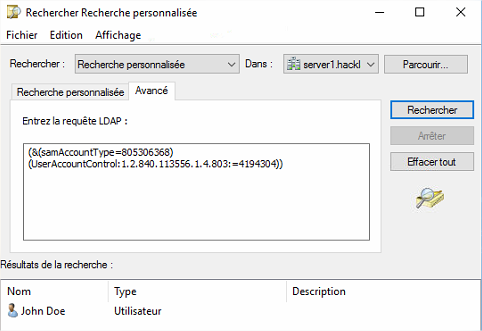 Rechercher Recherche personnalisée
Fichier Edition Affichage
Rechercher : Recherche personnalisée Dans : server1.hackl Parcourir...
Recherche personnalisée Avancé
Entrez la requête LDAP :
(&(samAccountType=805306368)
(UserAccountControl:1.2.840.113556.1.4.803:=4194304))
Rechercher
Arrêter
Effacer tout
Résultats de la recherche :
Nom Type Description
John Doe Utilisateur